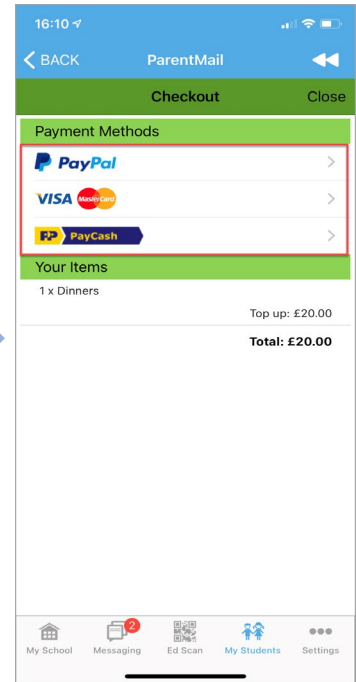 16:10
BACK ParentMail
Checkout Close
Payment Methods
PayPal
VISA MasterCard
PP PayCash
Your Items
1 x Dinners
Top up: £20.00
Total: £20.00
2
My School Messaging Ed Scan My Students Settings